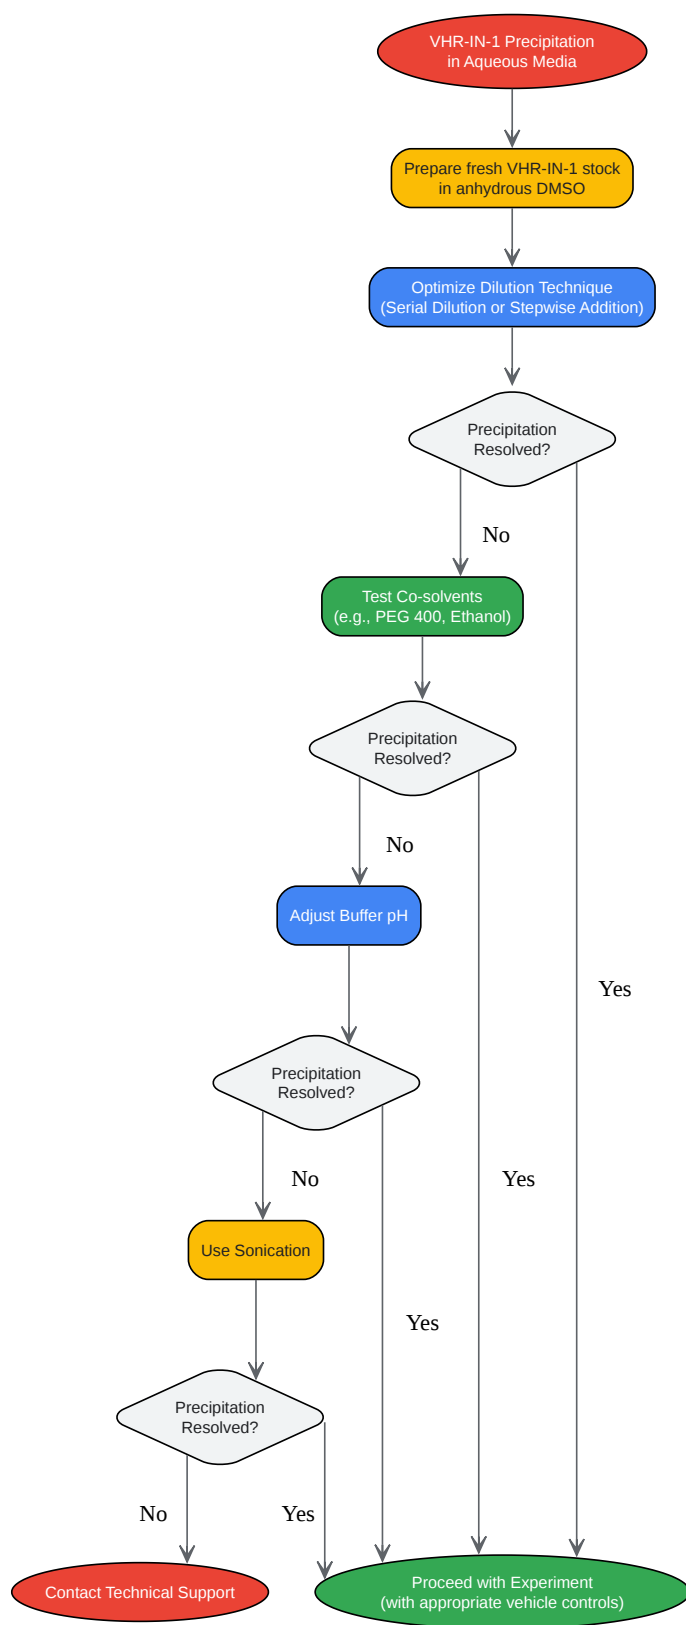 VHR-IN-1 Precipitation
in Aqueous Media
Prepare fresh VHR-IN-1 stock
in anhydrous DMSO
Optimize Dilution Technique
(Serial Dilution or Stepwise Addition)
Precipitation
Resolved?
No
Test Co-solvents
(e.g., PEG 400, Ethanol)
Precipitation
Resolved?
No
Adjust Buffer pH
Yes
Precipitation
Resolved?
No
Yes
Use Sonication
Yes
Precipitation
Resolved?
No
Yes
Contact Technical Support
Proceed with Experiment
(with appropriate vehicle controls)